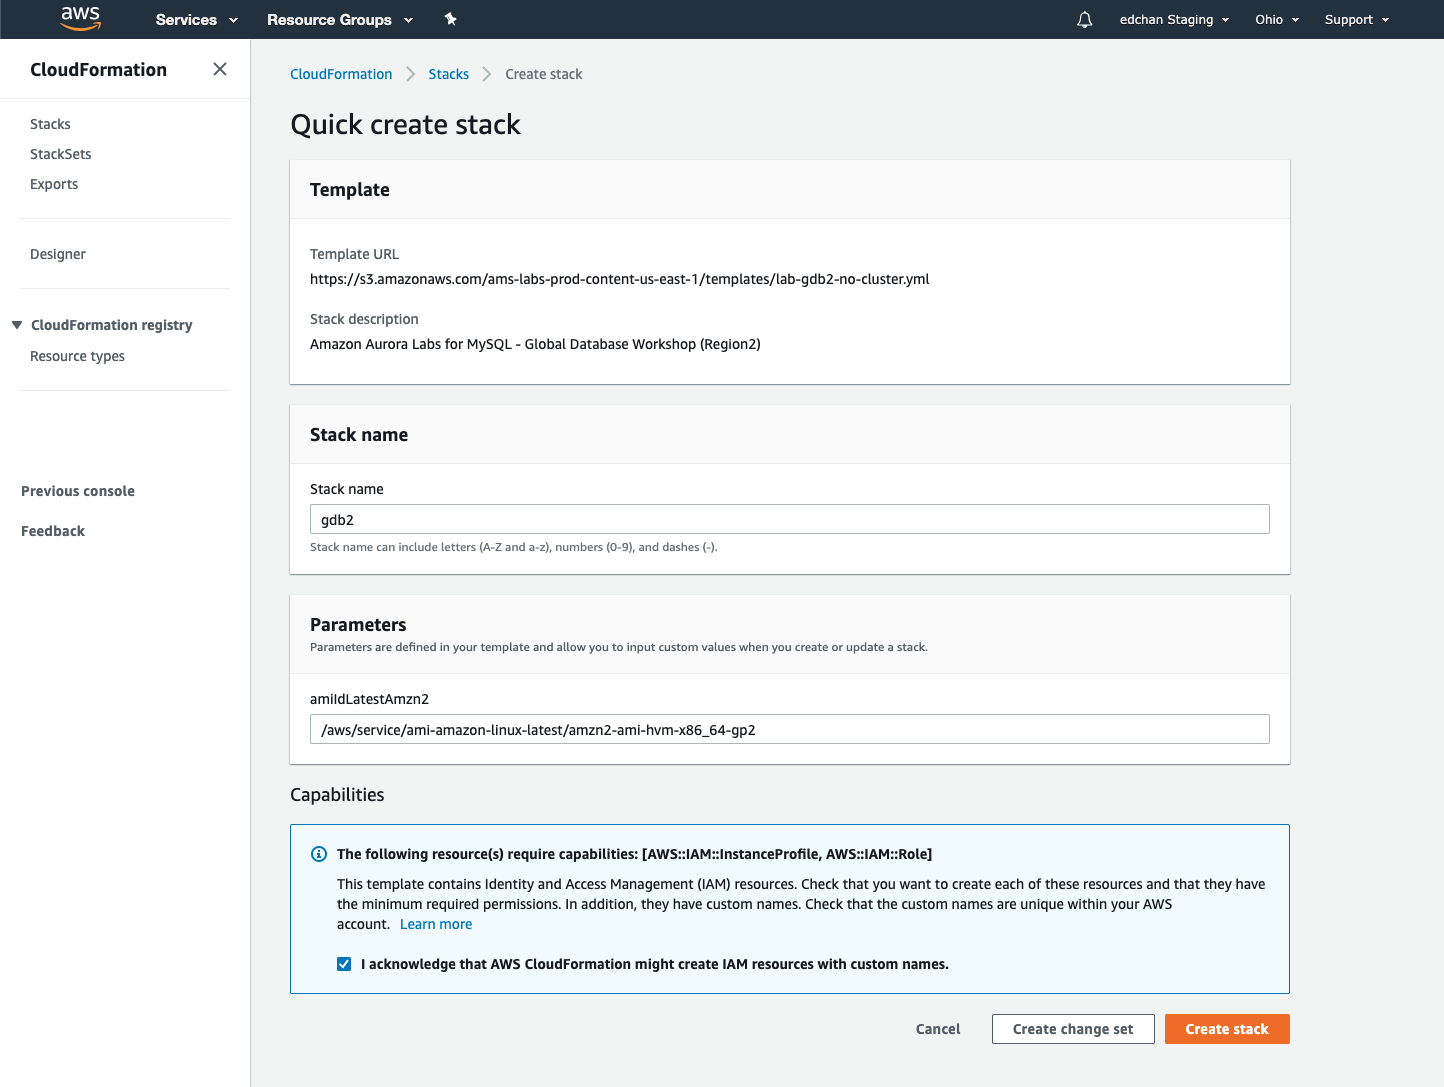 aws Services Resource Groups edchan Staging Ohio Support
CloudFormation
Stacks
StackSets
Exports
Designer
CloudFormation registry
Resource types
Previous console
Feedback
CloudFormation Stacks Create stack
Quick create stack
Template
Template URL
https://s3.amazonaws.com/ams-labs-prod-content-us-east-1/templates/lab-gdb2-no-cluster.yml
Stack description
Amazon Aurora Labs for MySQL - Global Database Workshop (Region2)
Stack name
Stack name
gdb2
Stack name can include letters (A-Z and a-z), numbers (0-9), and dashes (-).
Parameters
Parameters are defined in your template and allow you to input custom values when you create or update a stack.
amiIdLatestAmzn2
/aws/service/ami-amazon-linux-latest/amzn2-ami-hvm-x86_64-gp2
Capabilities
The following resource(s) require capabilities: [AWS::IAM::InstanceProfile, AWS::IAM::Role]
This template contains Identity and Access Management (IAM) resources. Check that you want to create each of these resources and that they have
the minimum required permissions. In addition, they have custom names. Check that the custom names are unique within your AWS
account. Learn more
I acknowledge that AWS CloudFormation might create IAM resources with custom names.
Cancel Create change set Create stack